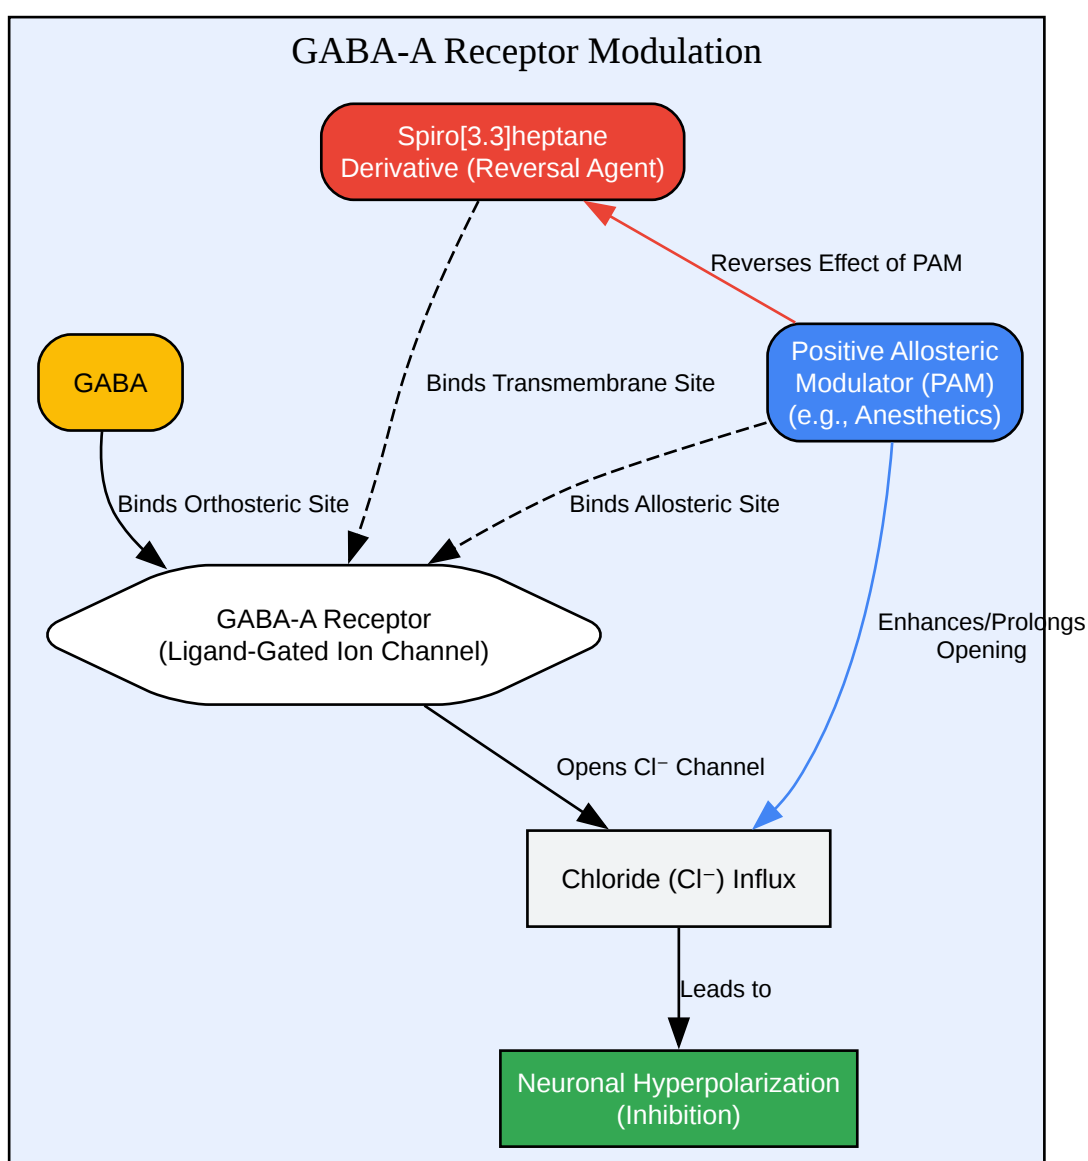 GABA-A Receptor Modulation
Spiro[3.3]heptane
Derivative (Reversal Agent)
Reverses Effect of PAM
GABA
Binds Transmembrane Site
Positive Allosteric
Modulator (PAM)
(e.g., Anesthetics)
Binds Orthosteric Site
Binds Allosteric Site
GABA-A Receptor
(Ligand-Gated Ion Channel)
Enhances/Prolongs
Opening
Opens Cl⁻ Channel
Chloride (Cl⁻) Influx
Leads to
Neuronal Hyperpolarization
(Inhibition)